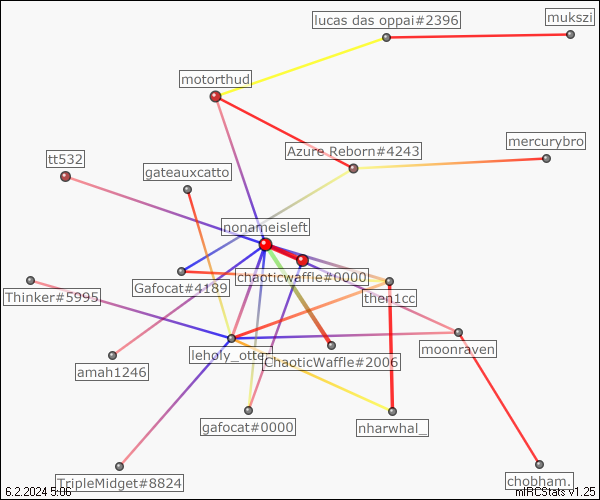 lucas das oppai#2396
mukszi
motorthud
mercurybro
Azure Reborn#4243
tt532
gateauxcatto
nonameisleft
chaoticwaffle#0000
Gafocat#4189
Thinker#5995
then1cc
moonraven
leholy_otter
ChaoticWaffle#2006
amah1246
gafocat#0000
nharwhal_
TripleMidget#8824
chobham.
6.2.2024 5:06
mIRCStats v1.25